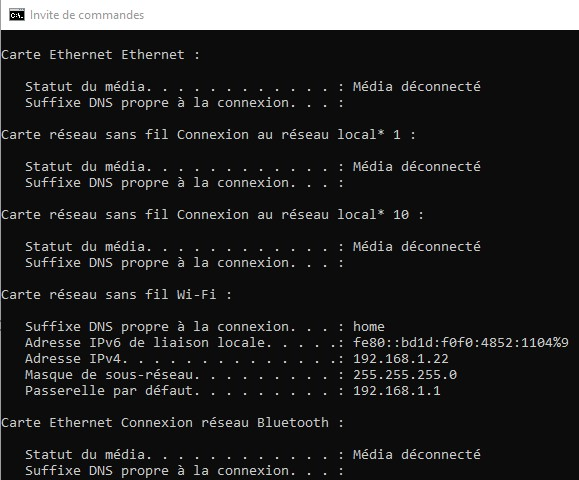 Invite de commandes
Carte Ethernet Ethernet :
Statut du média. . . . . . . . . . . . : Média déconnecté
Suffixe DNS propre à la connexion. . . :
Carte réseau sans fil Connexion au réseau local* 1 :
Statut du média. . . . . . . . . . . . : Média déconnecté
Suffixe DNS propre à la connexion. . . :
Carte réseau sans fil Connexion au réseau local* 10 :
Statut du média. . . . . . . . . . . . : Média déconnecté
Suffixe DNS propre à la connexion. . . :
Carte réseau sans fil Wi-Fi :
Suffixe DNS propre à la connexion. . . : home
Adresse IPv6 de liaison locale. . . . .: fe80::bd1d:f0f0:4852:1104%9
Adresse IPv4. . . . . . . . . . . . . .: 192.168.1.22
Masque de sous-réseau. . . . . . . . . : 255.255.255.0
Passerelle par défaut. . . . . . . . . : 192.168.1.1
Carte Ethernet Connexion réseau Bluetooth :
Statut du média. . . . . . . . . . . . : Média déconnecté
Suffixe DNS propre à la connexion. . . :